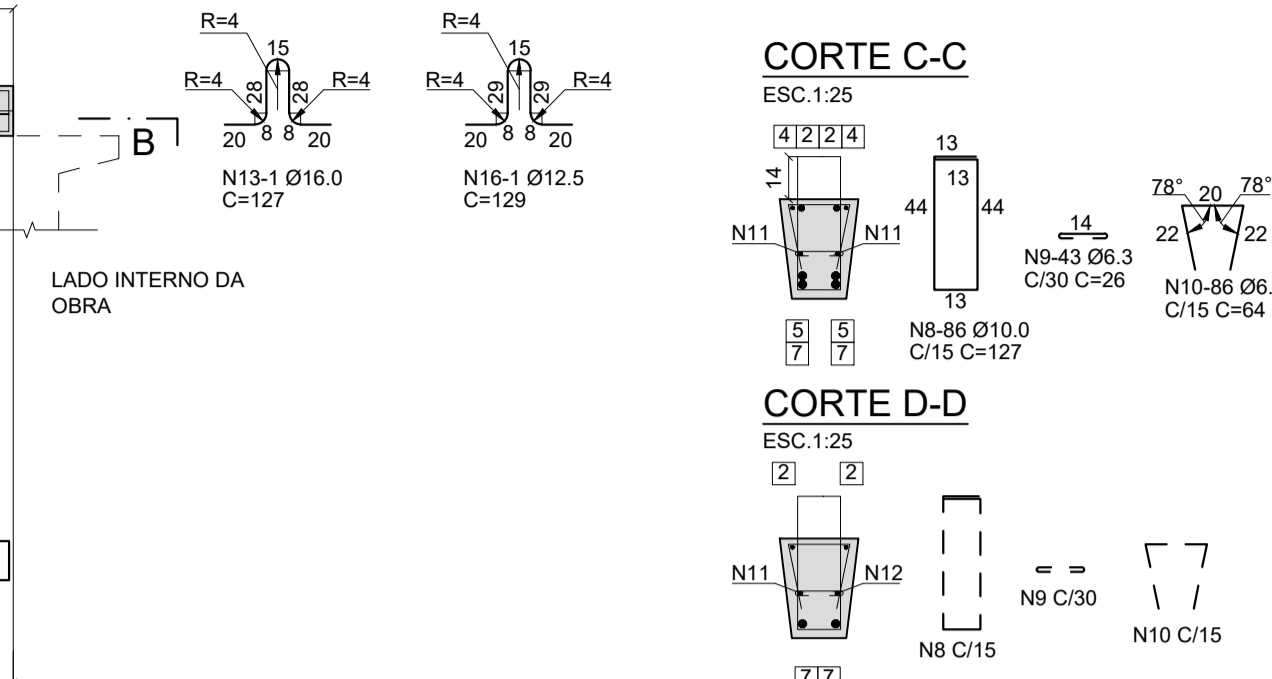 R=4
15
R=4
R=4
28
28
20
8
8
20
N13-1 Ø16.0
C=127
R=4
15
R=4
R=4
29
29
20
8
8
20
N16-1 Ø12.5
C=129
B
LADO INTERNO DA
OBRA
CORTE C-C
ESC.1:25
4 2 2 4
14
N11
N11
5 5
7 7
13
13
44
44
13
N8-86 Ø10.0
C/15 C=127
14
N9-43 Ø6.3
C/30 C=26
78°
20
78°
22
22
N10-86 Ø6.
C/15 C=64
CORTE D-D
ESC.1:25
2 2
N11
N12
7 7
N8 C/15
N9 C/30
N10 C/15